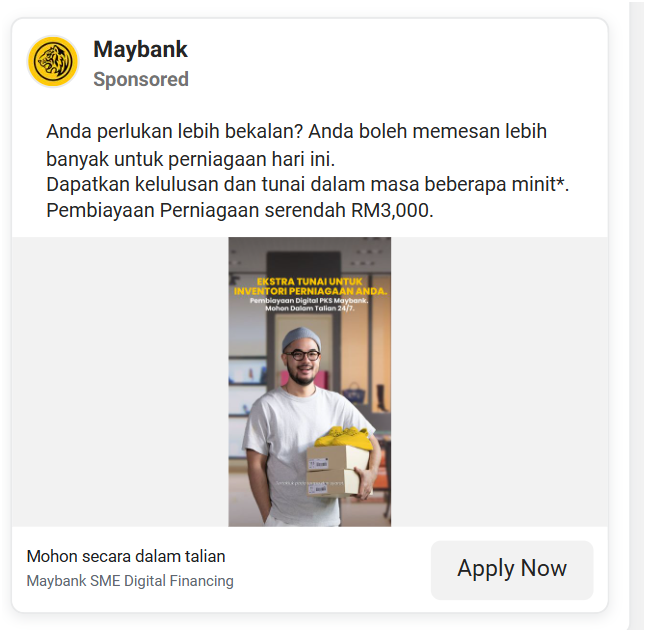 Maybank
Sponsored
Anda perlukan lebih bekalan? Anda boleh memesan lebih
banyak untuk perniagaan hari ini.
Dapatkan kelulusan dan tunai dalam masa beberapa minit*.
Pembiayaan Perniagaan serendah RM3,000.
EKSTRA TUNAI UNTUK
INVENTORI PERNIAGAAN ANDA.
Pembiayaan Digital PKS Maybank.
Mohon Dalam Talian 24/7.
Mohon secara dalam talian
Maybank SME Digital Financing
Apply Now